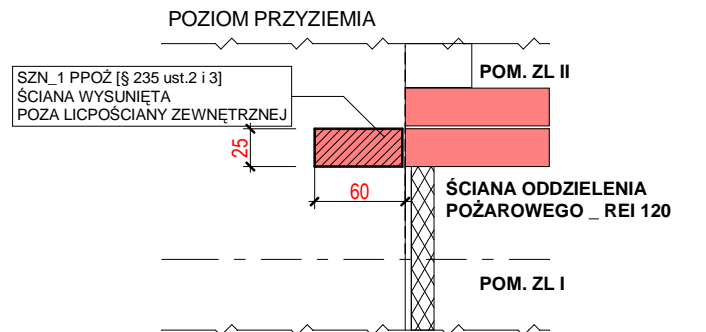 POZIOM PRZYZIEMIA
SZN_1 PPOŻ [§ 235 ust.2 i 3]
ŚCIANA WYSUNIĘTA
POZA LICPOŚCIANY ZEWNĘTRZNEJ
POM. ZL II
25
60
ŚCIANA ODDZIELENIA
POŻAROWEGO _ REI 120
POM. ZL I